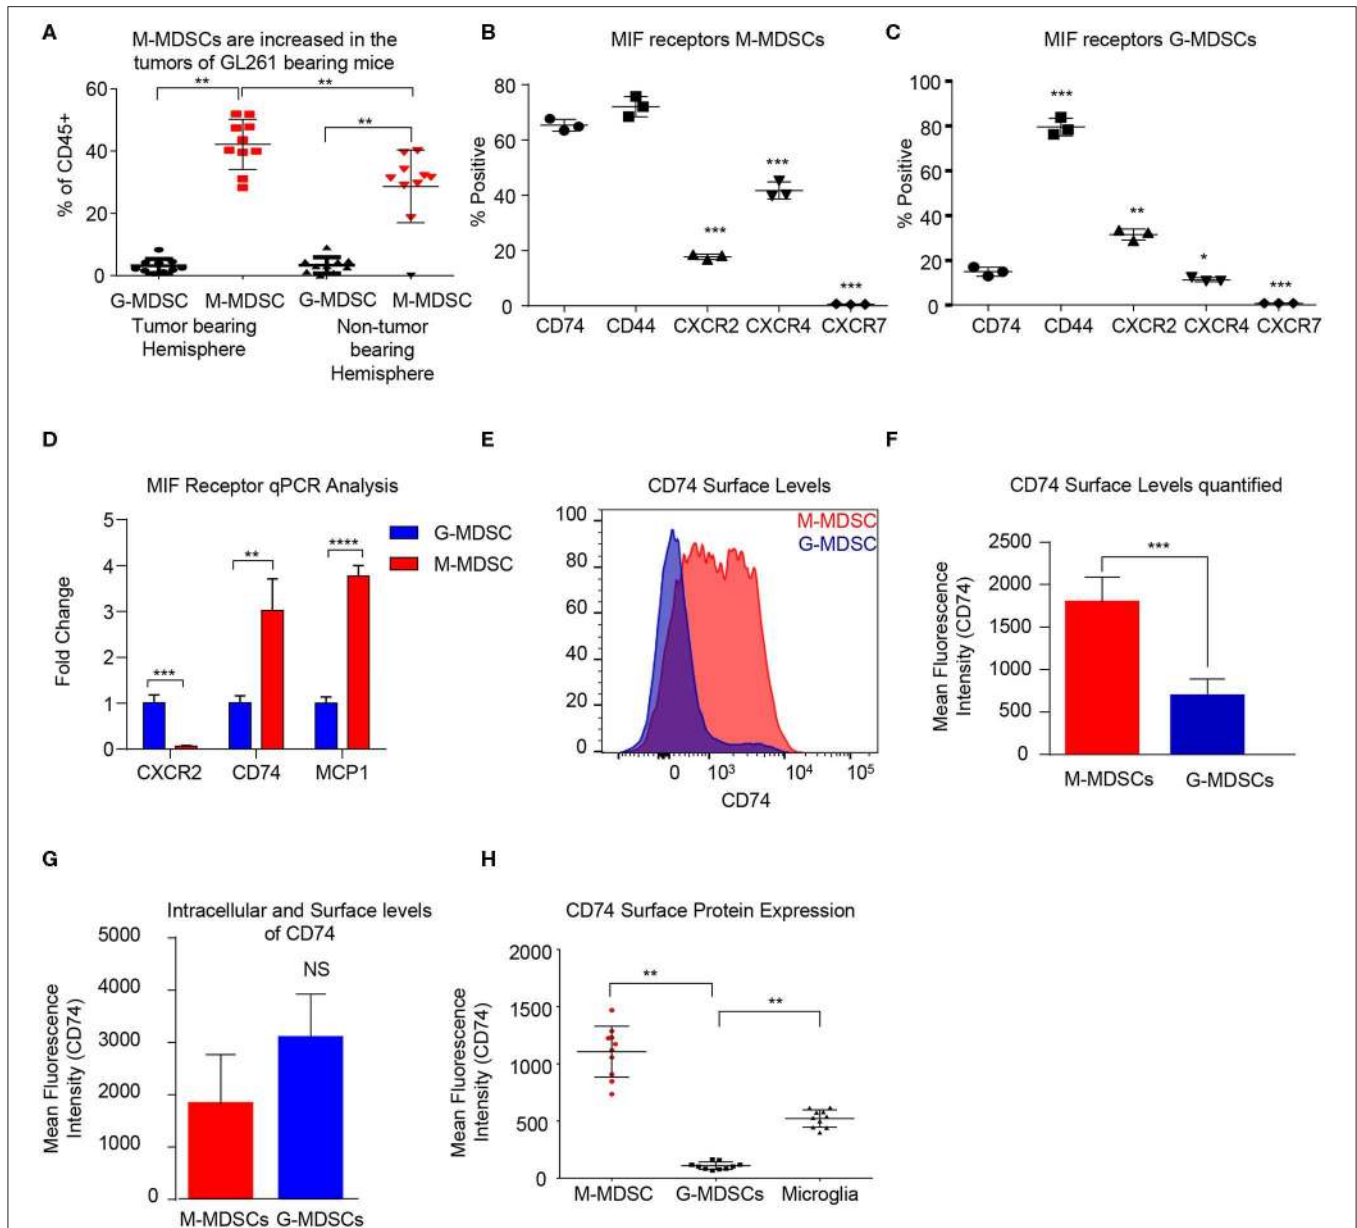 A
M-MDSCs are increased in the
tumors of GL261 bearing mice
** **
**
60
40
20
0
% of CD45+
G-MDSC M-MDSC G-MDSC M-MDSC
Tumor bearing
Hemisphere
Non-tumor
bearing
Hemisphere
B
MIF receptors M-MDSCs
80
60
40
20
0
% Positive
***
***
***
CD74 CD44 CXCR2 CXCR4 CXCR7
C
MIF receptors G-MDSCs
100
80
60
40
20
0
% Positive
***
**
*
***
CD74 CD44 CXCR2 CXCR4 CXCR7
D
MIF Receptor qPCR Analysis
5
4
3
2
1
0
Fold Change
G-MDSC
M-MDSC
***
**
****
CXCR2 CD74 MCP1
E
CD74 Surface Levels
M-MDSC
G-MDSC
100
80
60
40
20
0
0 10³ 10⁴ 10⁵
CD74
F
CD74 Surface Levels quantified
2500
2000
1500
1000
500
0
Mean Fluorescence
Intensity (CD74)
***
M-MDSCs G-MDSCs
G
Intracellular and Surface levels
of CD74
5000
4000
3000
2000
1000
0
Mean Fluorescence
Intensity (CD74)
NS
M-MDSCs G-MDSCs
H
CD74 Surface Protein Expression
2000
1500
1000
500
0
Mean Fluorescence
Intensity (CD74)
**
**
M-MDSC G-MDSCs Microglia